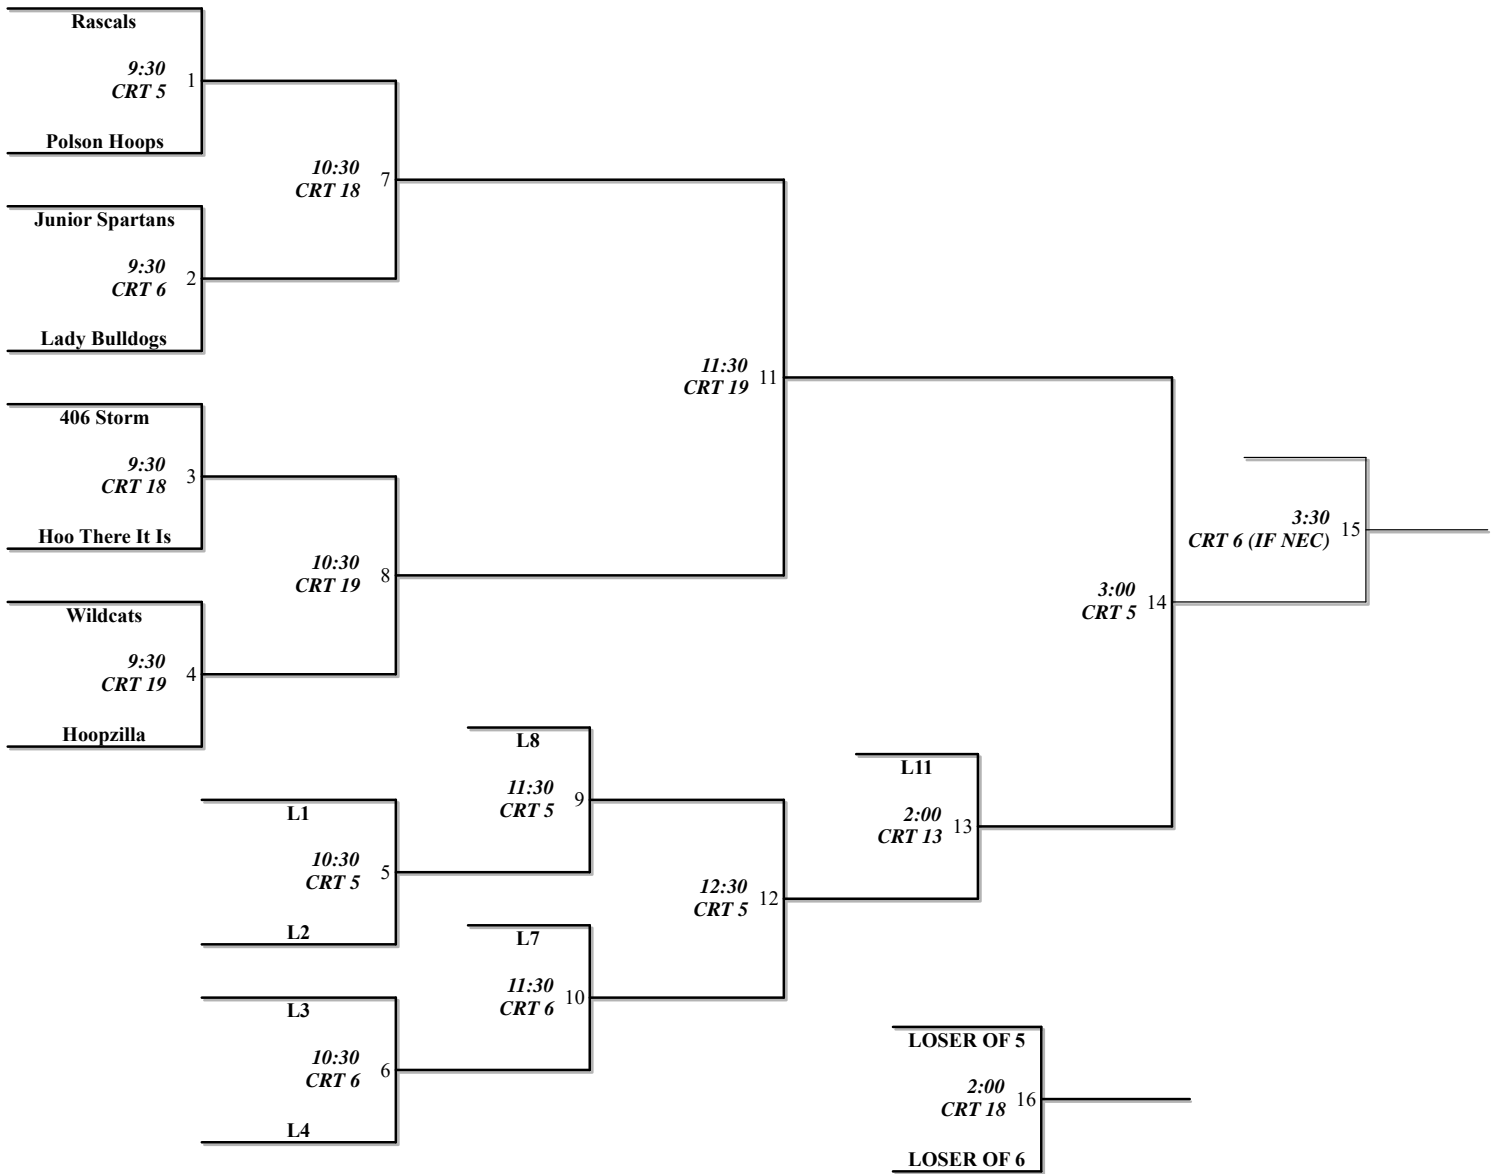 Rascals
9:30
CRT 5
1
Polson Hoops
10:30
CRT 18
7
Junior Spartans
9:30
CRT 6
2
Lady Bulldogs
11:30
CRT 19
11
406 Storm
9:30
CRT 18
3
Hoo There It Is
10:30
CRT 19
8
Wildcats
9:30
CRT 19
4
Hoopzilla
3:30
CRT 6 (IF NEC)
15
3:00
CRT 5
14
L8
11:30
CRT 5
9
L1
10:30
CRT 5
5
L2
L11
2:00
CRT 13
13
12:30
CRT 5
12
L7
11:30
CRT 6
10
L3
10:30
CRT 6
6
L4
LOSER OF 5
2:00
CRT 18
16
LOSER OF 6